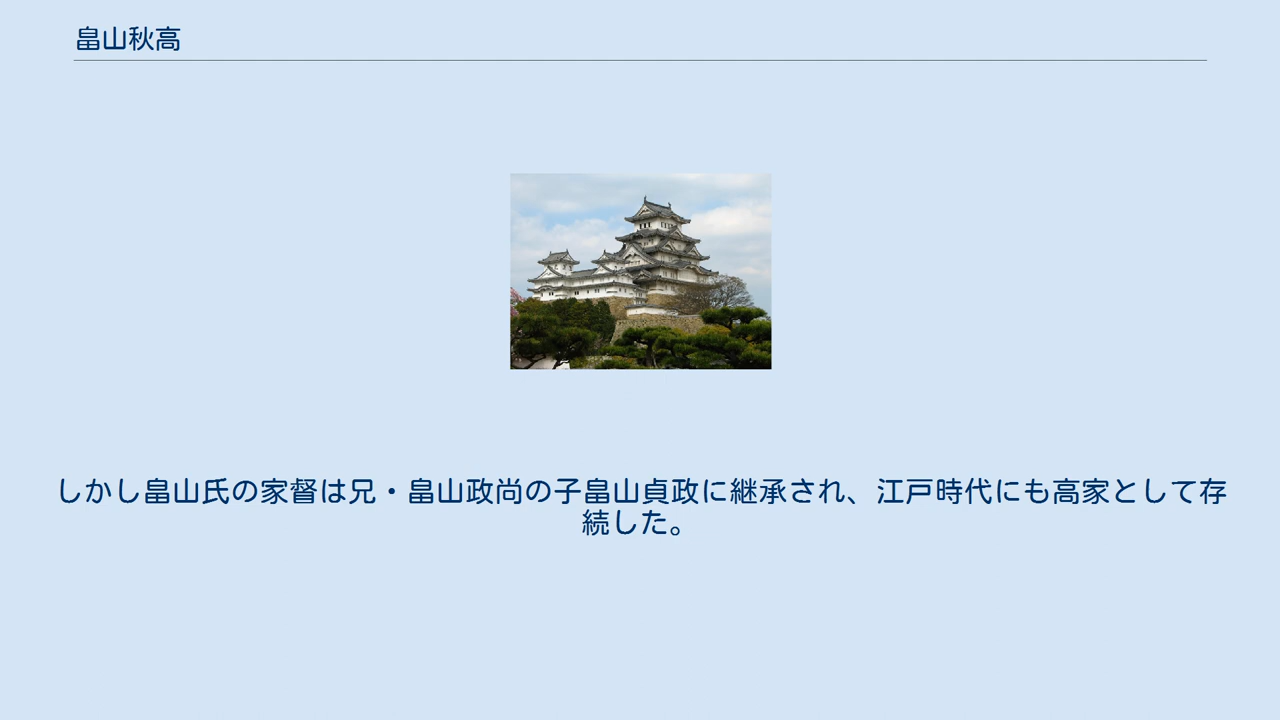 畠山秋高
しかし畠山氏の家督は兄・畠山政尚の子畠山貞政に継承され、江戸時代にも高家として存
続した。